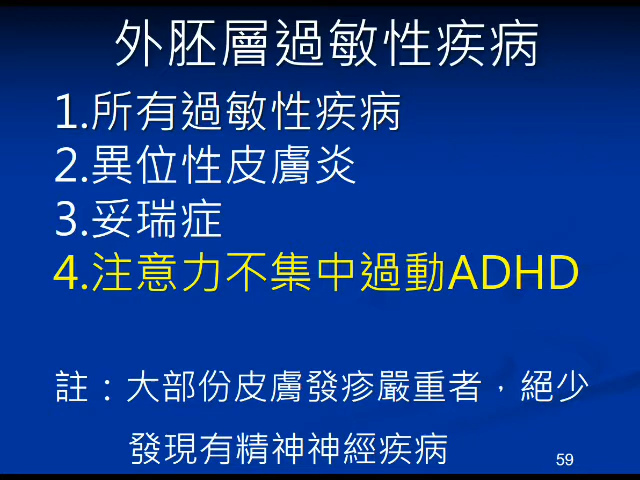 外胚層過敏性疾病
1.所有過敏性疾病
2.異位性皮膚炎
3.妥瑞症
4.注意力不集中過動ADHD
註：大部份皮膚發疹嚴重者，絕少
發現有精神神經疾病
59